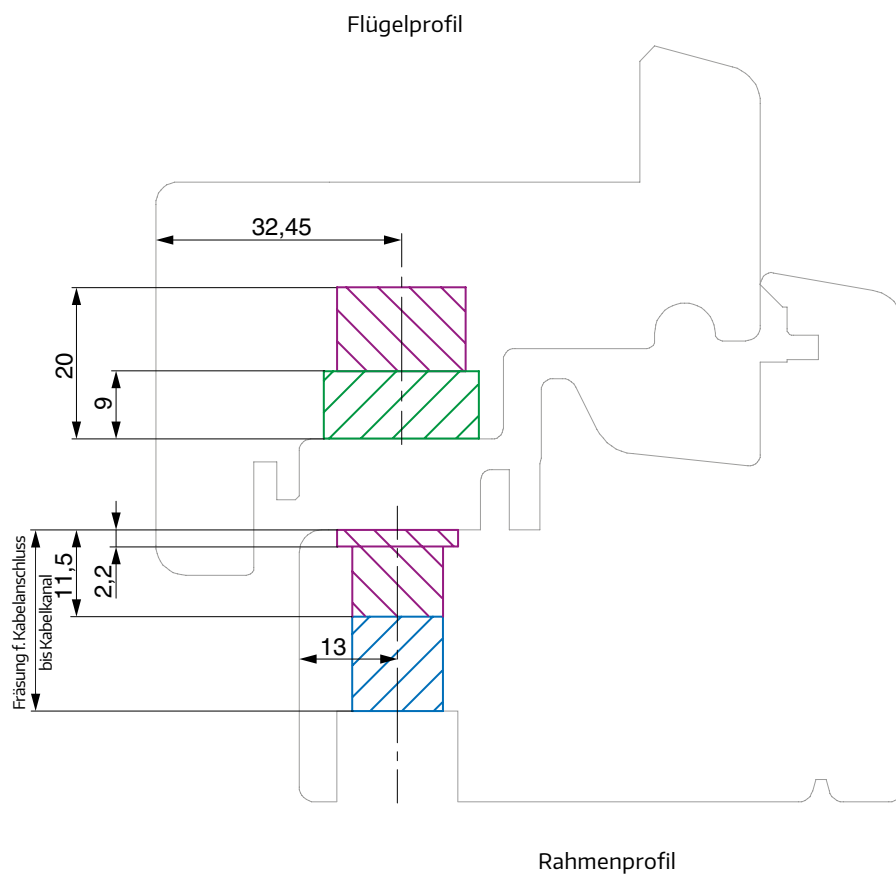 Flügelprofil
32,45
20
9
2,2
11,5
Fräsung f. Kabelanschluss
bis Kabelkanal
13
Rahmenprofil